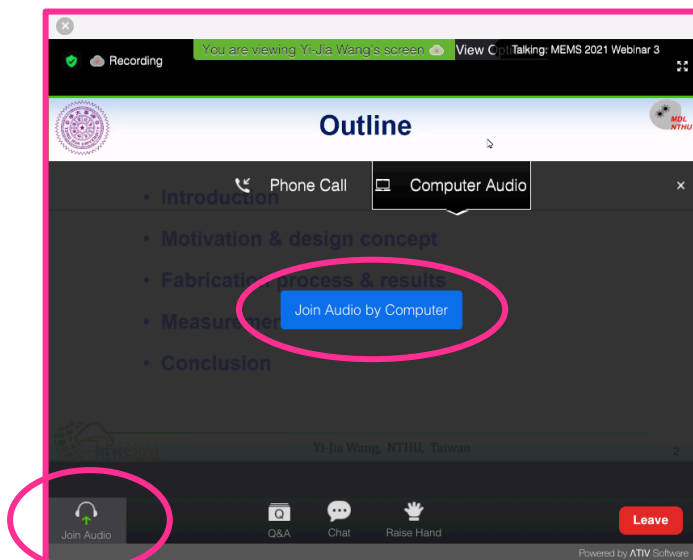 Recording
You are viewing Yi-Jia Wang's screen
View Opti
Talking: MEMS 2021 Webinar 3
Outline
MDL
NTHU
Phone Call
Computer Audio
• Introduction
• Motivation & design concept
• Fabrication process & results
Join Audio by Computer
• Measuremen
• Conclusion
Yi-Jia Wang, NTHU, Taiwan
2
Join Audio
Q&A
Chat
Raise Hand
Leave
Powered by ATIV Software